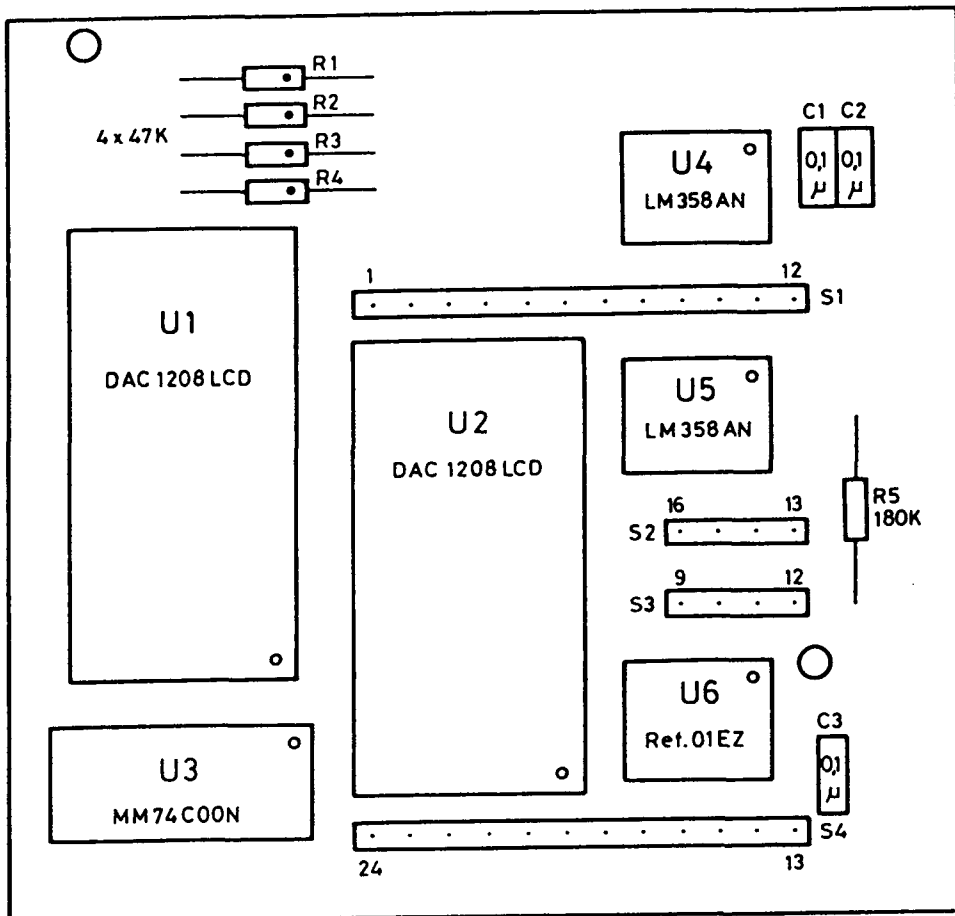 R1
R2
4 x 47K
R3
R4
C1 C2
0,1 0,1
μ μ
U4
LM358AN
1
12
S1
U1
DAC 1208 LCD
U2
DAC 1208 LCD
U5
LM358AN
R5
180K
16
13
S2
9
12
S3
U6
Ref.01EZ
C3
0,1
μ
U3
MM74C00N
S4
24
13